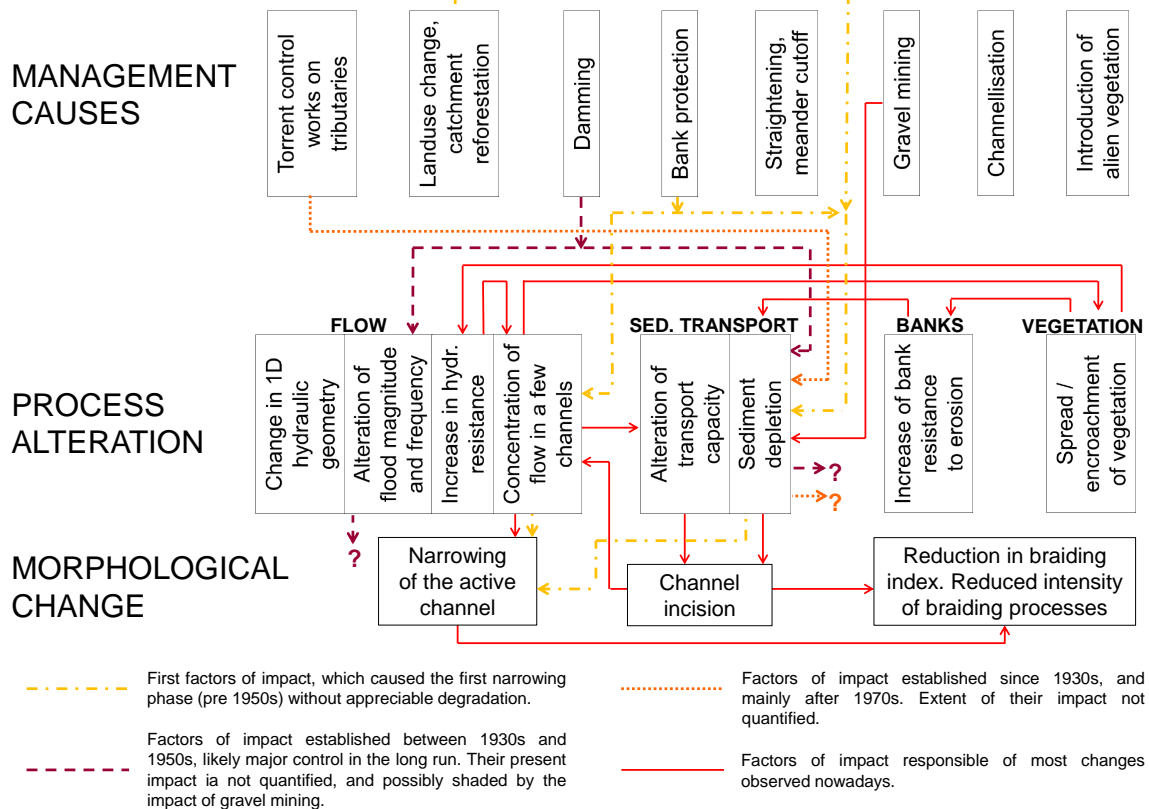 MANAGEMENT
CAUSES
Torrent control
works on
tributaries
Landuse change,
catchment
reforestation
Damming
Bank protection
Straightening,
meander cutoff
Gravel mining
Channellisation
Introduction of
alien vegetation
FLOW
SED. TRANSPORT
BANKS
VEGETATION
PROCESS
ALTERATION
Change in 1D
hydraulic
geometry
Alteration of
flood magnitude
and frequency
Increase in hydr.
resistance
Concentration of
flow in a few
channels
Alteration of
transport
capacity
Sediment
depletion
Increase of bank
resistance
to erosion
Spread /
encroachment
of vegetation
?
?
?
MORPHOLOGICAL
CHANGE
Narrowing
of the active
channel
Channel
incision
Reduction in braiding
index. Reduced intensity
of braiding processes
First factors of impact, which caused the first narrowing
phase (pre 1950s) without appreciable degradation.
Factors of impact established between 1930s and
1950s, likely major control in the long run. Their present
impact ia not quantified, and possibly shaded by the
impact of gravel mining.
Factors of impact established since 1930s, and
mainly after 1970s. Extent of their impact not
quantified.
Factors of impact responsible of most changes
observed nowadays.